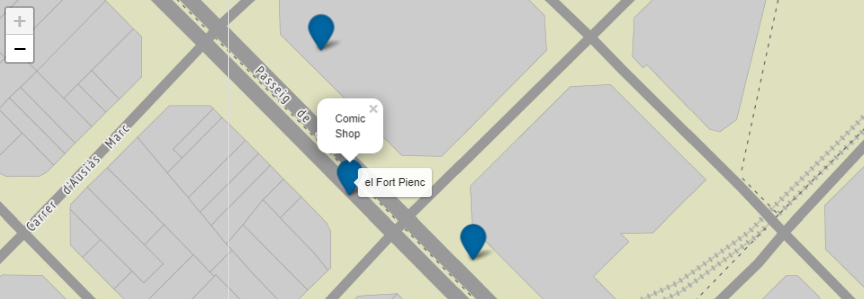 +
−
Passeig de
Comic
Shop
×
el Fort Pienc
Carrer d'Ausiàs Marc